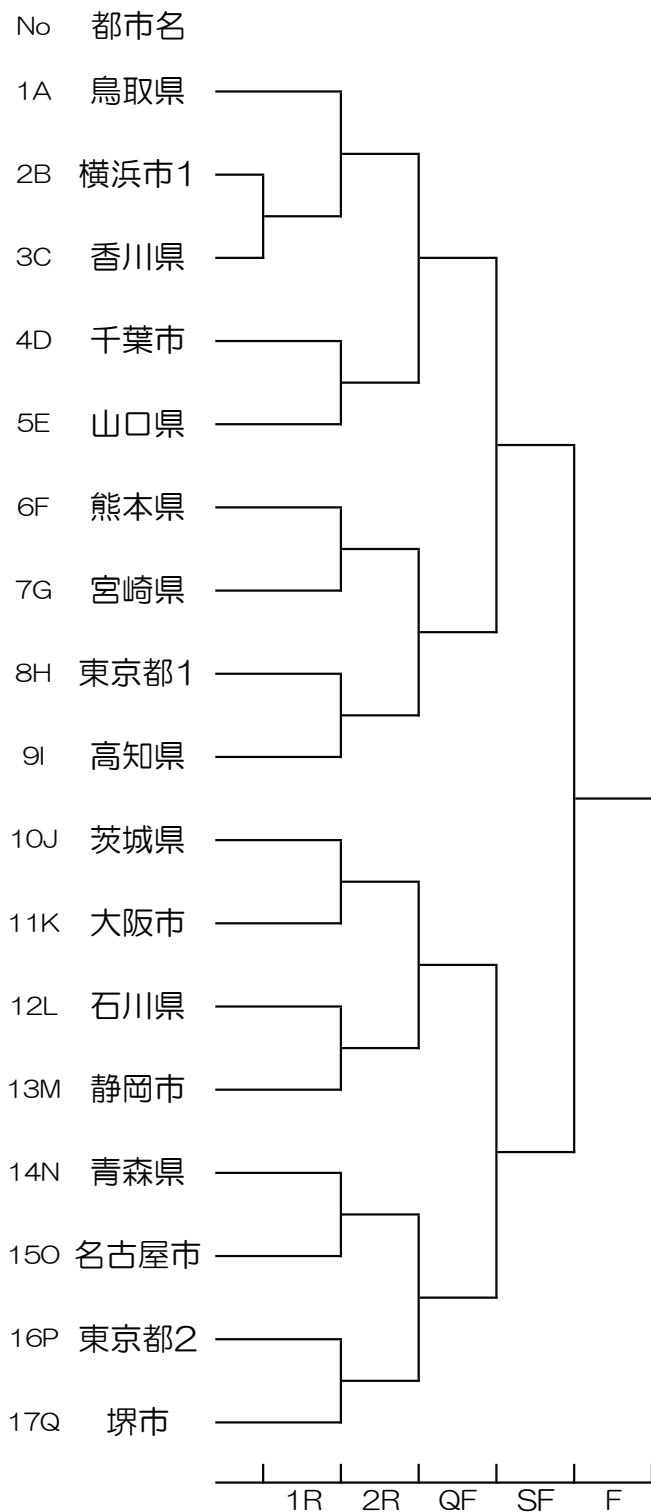 No 都市名
1A 鳥取県
2B 横浜市1
3C 香川県
4D 千葉市
5E 山口県
6F 熊本県
7G 宮崎県
8H 東京都1
9I 高知県
10J 茨城県
11K 大阪市
12L 石川県
13M 静岡市
14N 青森県
15O 名古屋市
16P 東京都2
17Q 堺市
1R 2R QF SF F